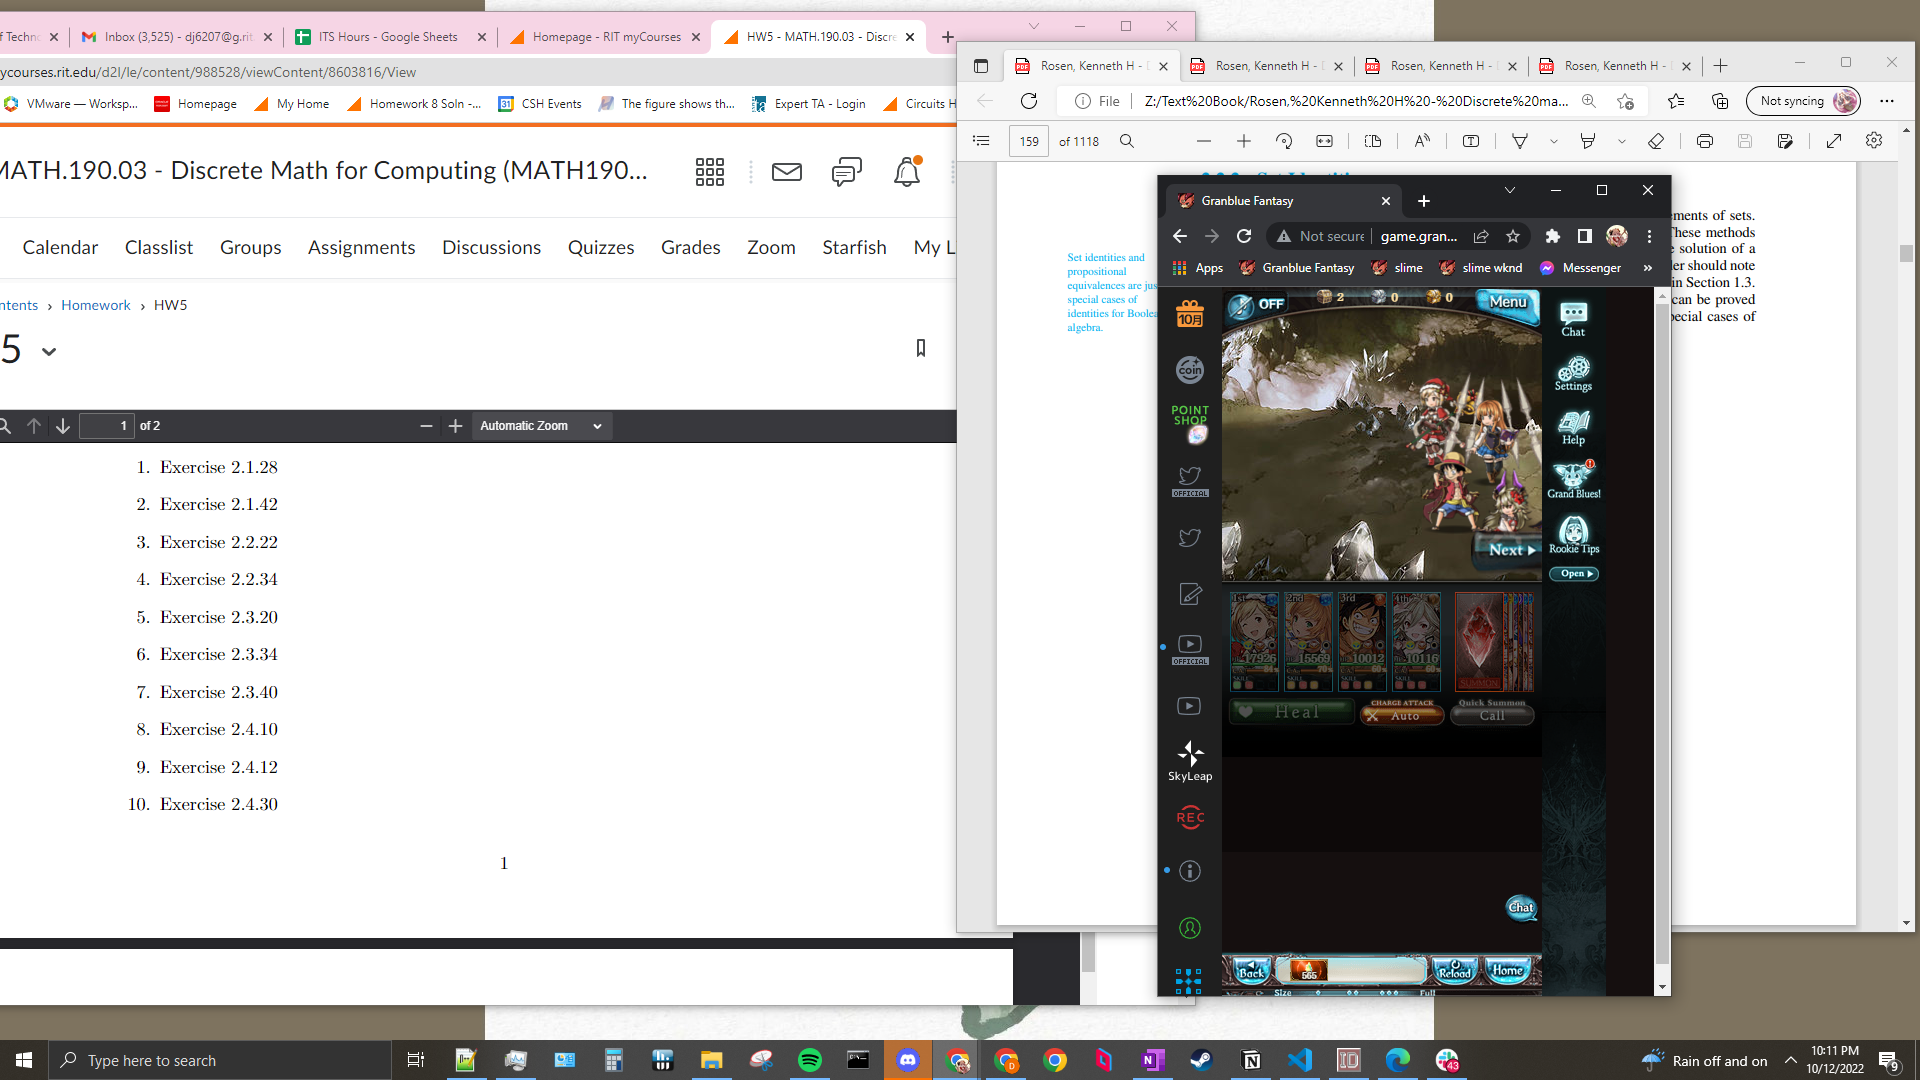 f Techno
Inbox (3,525) - dj6207@g.rit.
ITS Hours - Google Sheets
Homepage - RIT myCourses
HW5 - MATH.190.03 - Discre
ycourses.rit.edu/d2l/le/content/988528/viewContent/8603816/View
VMware — Worksp...
Homepage
My Home
Homework 8 Soln -...
CSH Events
The figure shows th...
Expert TA - Login
Circuits H
MATH.190.03 - Discrete Math for Computing (MATH190...
Calendar
Classlist
Groups
Assignments
Discussions
Quizzes
Grades
Zoom
Starfish
My L
ntents › Homework › HW5
5
1 of 2
Automatic Zoom
1. Exercise 2.1.28
2. Exercise 2.1.42
3. Exercise 2.2.22
4. Exercise 2.2.34
5. Exercise 2.3.20
6. Exercise 2.3.34
7. Exercise 2.3.40
8. Exercise 2.4.10
9. Exercise 2.4.12
10. Exercise 2.4.30
1
Rosen, Kenneth H -
Rosen, Kenneth H -
Rosen, Kenneth H -
Rosen, Kenneth H -
File
Z:/Text%20Book/Rosen,%20Kenneth%20H%20-%20Discrete%20ma...
Not syncing
159 of 1118
Set identities and
propositional
equivalences are jus
special cases of
identities for Boolea
algebra.
ements of sets.
These methods
e solution of a
der should note
in Section 1.3.
can be proved
pecial cases of
Granblue Fantasy
Not secure
game.gran...
Apps
Granblue Fantasy
slime
slime wknd
Messenger
»
10月
coin
POINT
SHOP
OFFICIAL
OFFICIAL
SkyLeap
REC
OFF
2
0
0
Menu
Next
1st
2nd
3rd
4th
17926
15569
10012
10116
SUMMON
Heal
CHARGE ATTACK
Auto
Quick Summon
Call
Chat
Settings
Help
Grand Blues!
Rookie Tips
Open
Chat
Back
565
Reload
Home
Size
Full
Type here to search
43
Rain off and on
10:11 PM
10/12/2022
9